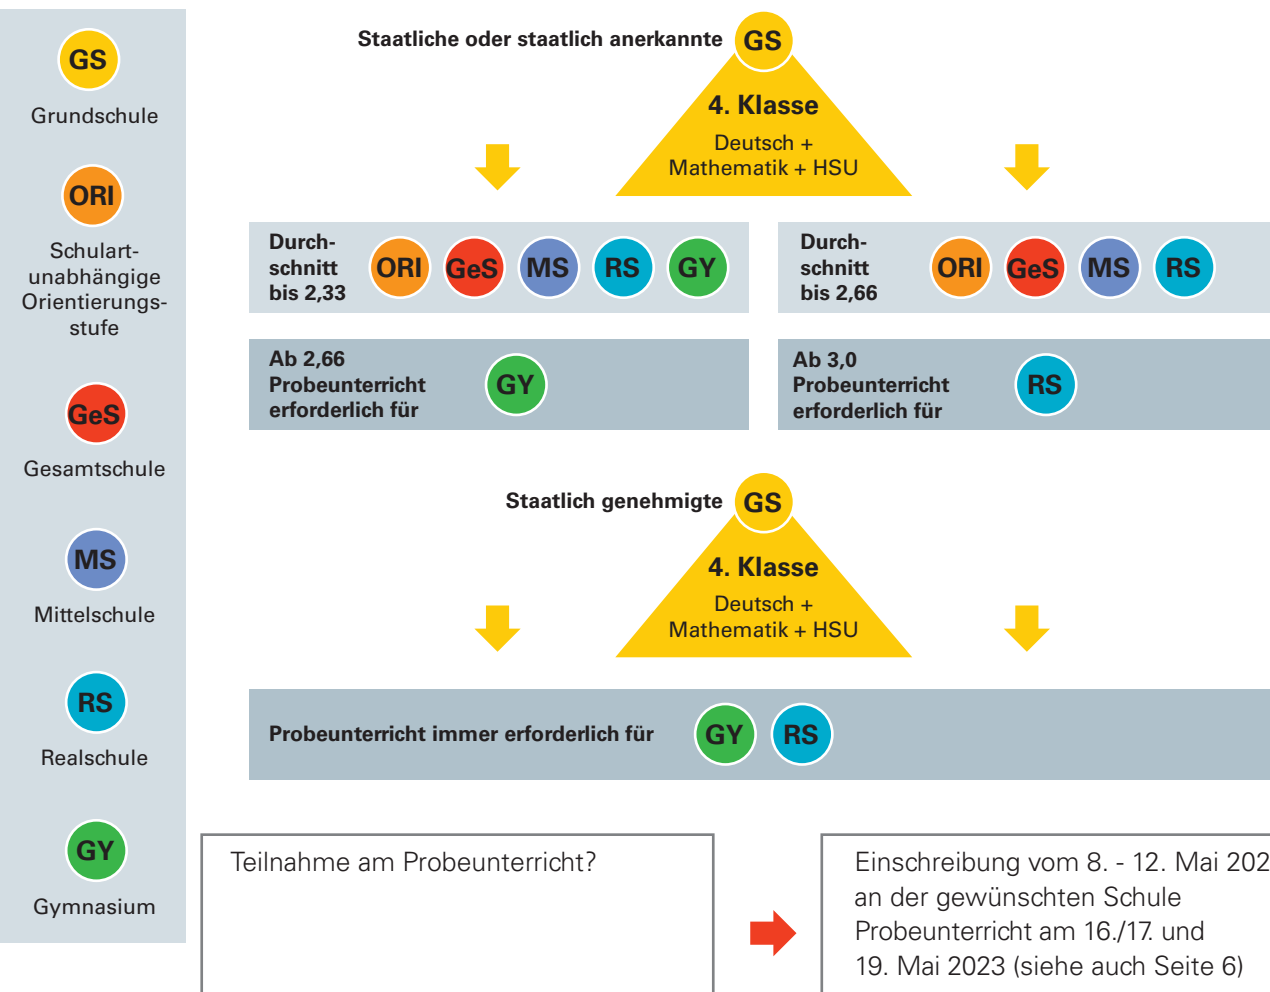 GS
Grundschule
ORI
Schulart-
unabhängige
Orientierungs-
stufe
GeS
Gesamtschule
MS
Mittelschule
RS
Realschule
GY
Gymnasium
Staatliche oder staatlich anerkannte GS
4. Klasse
Deutsch +
Mathematik + HSU
Durch-
schnitt
bis 2,33
ORI GeS MS RS GY
Durch-
schnitt
bis 2,66
ORI GeS MS RS
Ab 2,66
Probeunterricht
erforderlich für
GY
Ab 3,0
Probeunterricht
erforderlich für
RS
Staatlich genehmigte GS
4. Klasse
Deutsch +
Mathematik + HSU
Probeunterricht immer erforderlich für GY RS
Teilnahme am Probeunterricht?
Einschreibung vom 8. - 12. Mai 202
an der gewünschten Schule
Probeunterricht am 16./17. und
19. Mai 2023 (siehe auch Seite 6)